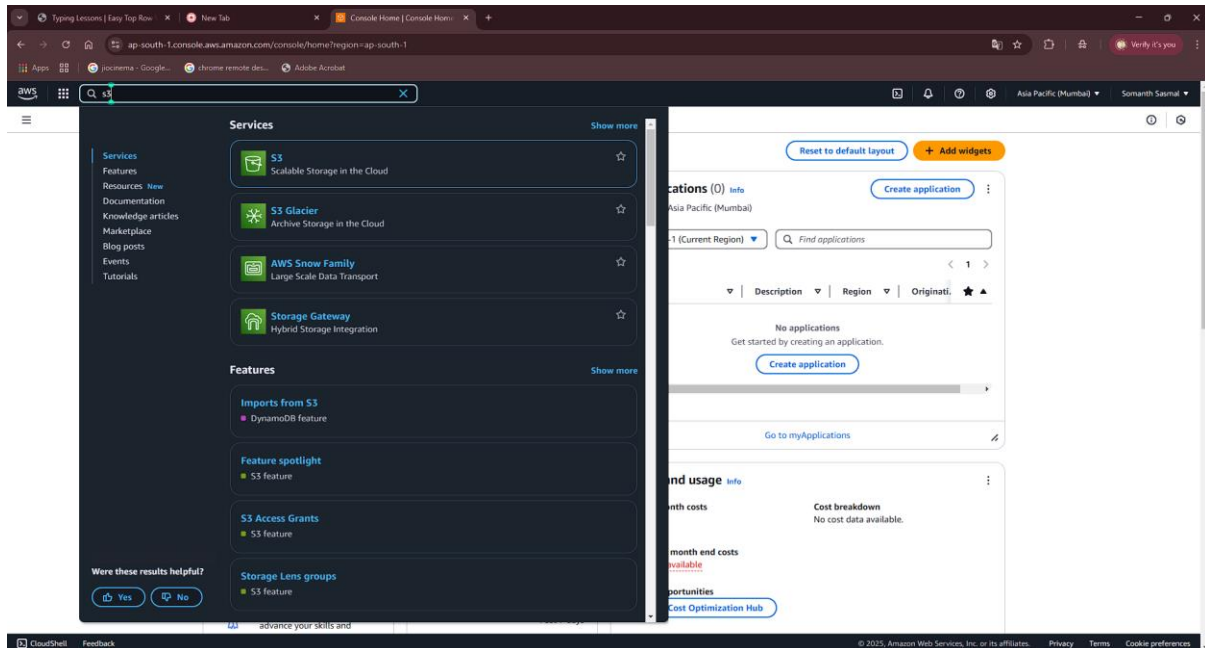 Typing Lessons | Easy Top Row
New Tab
Console Home | Console Home
ap-south-1.console.aws.amazon.com/console/home?region=ap-south-1
Verify it's you
Apps
jiocinema - Google...
chrome remote des...
Adobe Acrobat
aws
s3
Asia Pacific (Mumbai)
Somanth Sasmal
Services
Features
Resources New
Documentation
Knowledge articles
Marketplace
Blog posts
Events
Tutorials
Were these results helpful?
Yes
No
Services
Show more
S3
Scalable Storage in the Cloud
S3 Glacier
Archive Storage in the Cloud
AWS Snow Family
Large Scale Data Transport
Storage Gateway
Hybrid Storage Integration
Features
Show more
Imports from S3
DynamoDB feature
Feature spotlight
S3 feature
S3 Access Grants
S3 feature
Storage Lens groups
S3 feature
advance your skills and
Reset to default layout
+ Add widgets
cations (0) Info
Create application
Asia Pacific (Mumbai)
-1 (Current Region)
Find applications
1
Description
Region
Originati.
No applications
Get started by creating an application.
Create application
Go to myApplications
and usage Info
nth costs
Cost breakdown
No cost data available.
month end costs
available
portunities
Cost Optimization Hub
CloudShell
Feedback
© 2025, Amazon Web Services, Inc. or its affiliates.
Privacy
Terms
Cookie preferences